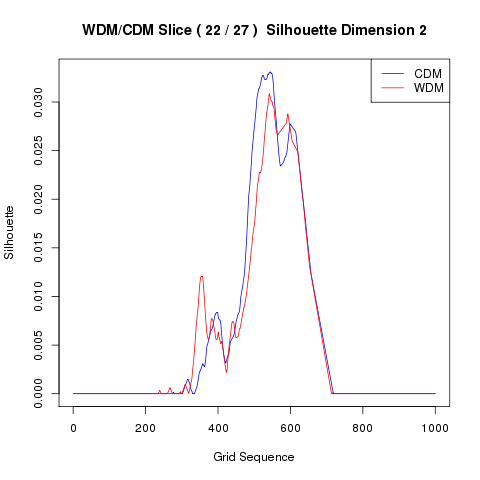 WDM/CDM Slice ( 22 / 27 )  Silhouette Dimension 2
CDM
WDM
Silhouette
0.030
0.025
0.020
0.015
0.010
0.005
0.000
0 200 400 600 800 1000
Grid Sequence